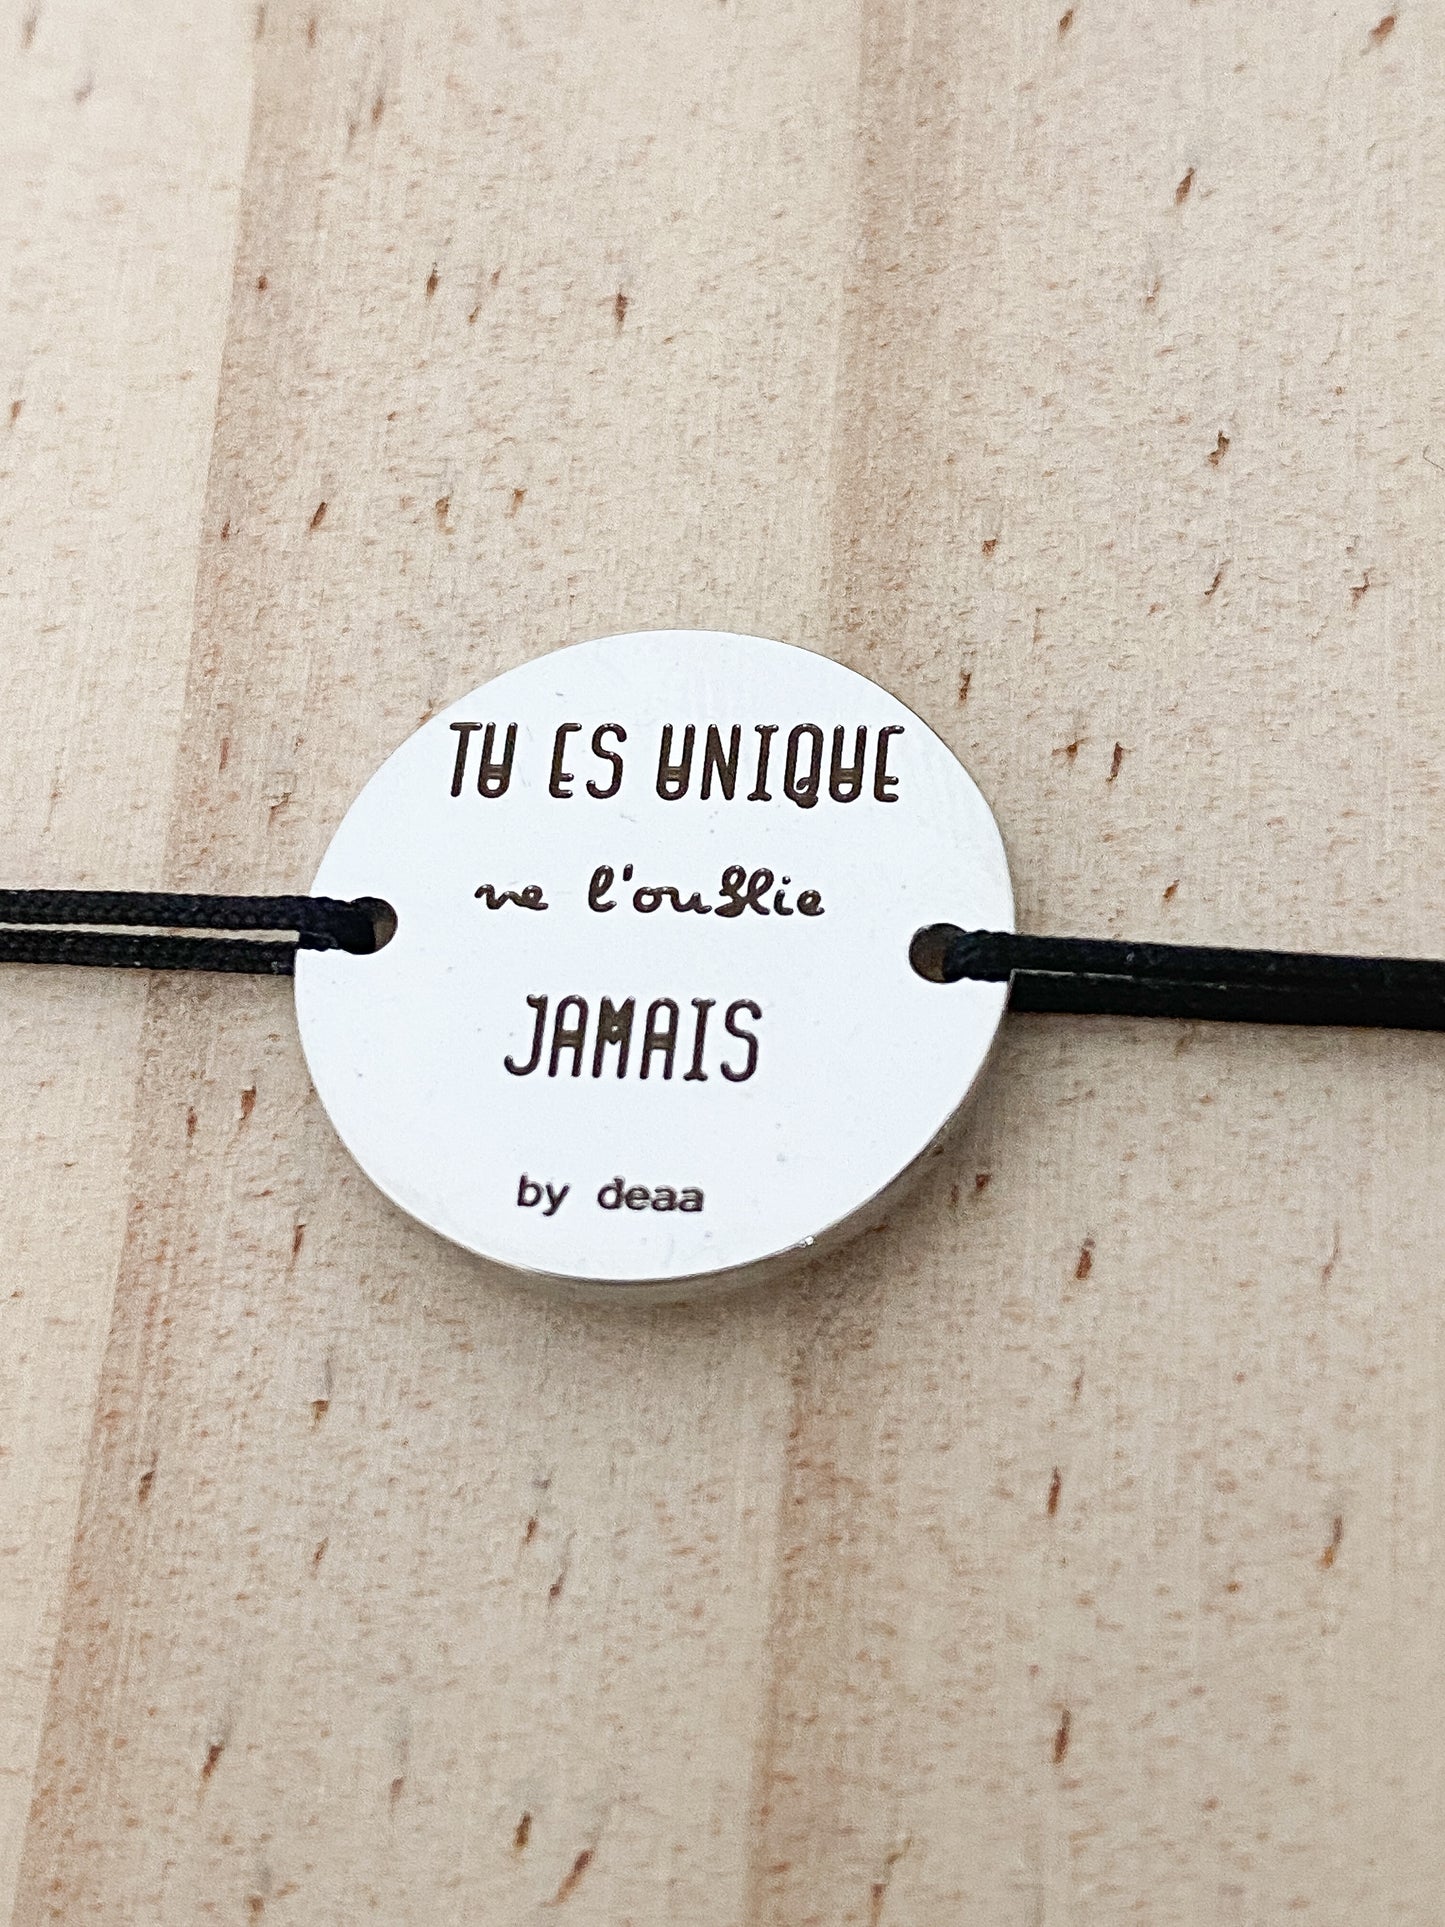 TU ES UNIQUE
ne l'oublie
JAMAIS
by deaa